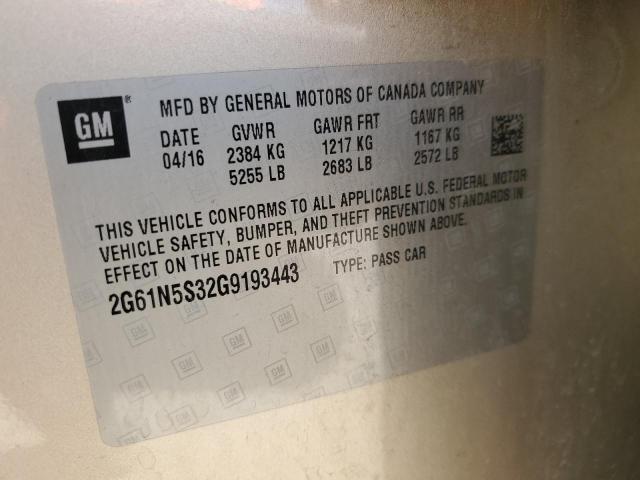 GM ® MFD BY GENERAL MOTORS OF CANADA COMPANY
DATE GVWR GAWR FRT GAWR RR
04/16 2384 KG 1217 KG 1167 KG
5255 LB 2683 LB 2572 LB
THIS VEHICLE CONFORMS TO ALL APPLICABLE U.S. FEDERAL MOTOR
VEHICLE SAFETY, BUMPER, AND THEFT PREVENTION STANDARDS IN
EFFECT ON THE DATE OF MANUFACTURE SHOWN ABOVE.
2G61N5S32G9193443 TYPE: PASS CAR